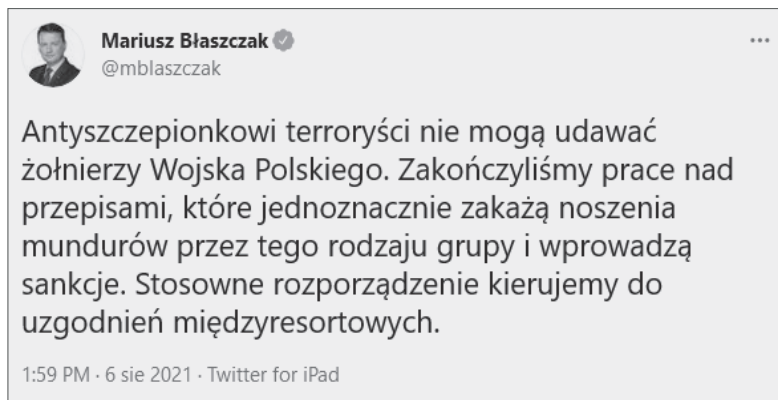 Mariusz Błaszczak
@mblaszczak
Antyszczepionkowi terroryści nie mogą udawać
żołnierzy Wojska Polskiego. Zakończyliśmy prace nad
przepisami, które jednoznacznie zakażą noszenia
mundurów przez tego rodzaju grupy i wprowadzą
sankcje. Stosowne rozporządzenie kierujemy do
uzgodnień międzyresortowych.
1:59 PM · 6 sie 2021 · Twitter for iPad